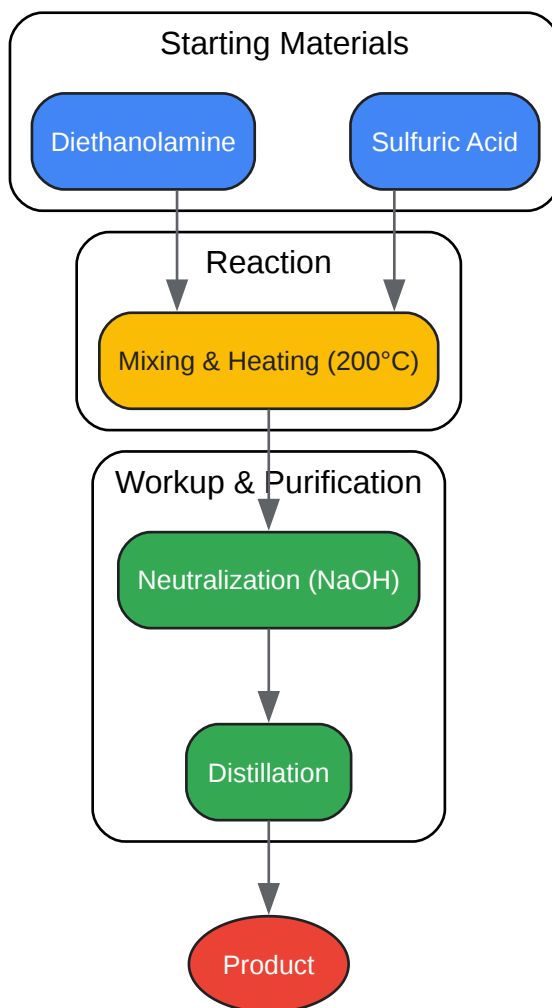 Starting Materials
Diethanolamine
Sulfuric Acid
Reaction
Mixing & Heating (200°C)
Workup & Purification
Neutralization (NaOH)
Distillation
Product